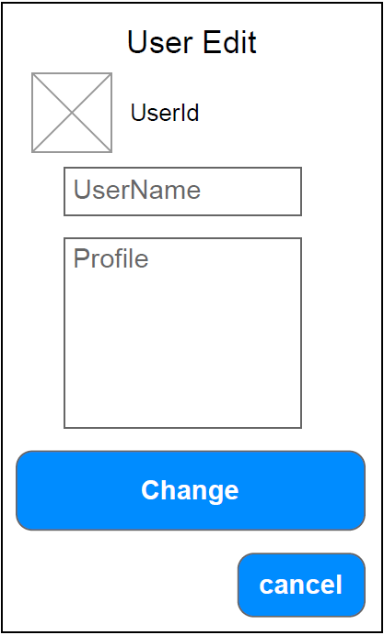 User Edit
UserId
UserName
Profile
Change
cancel